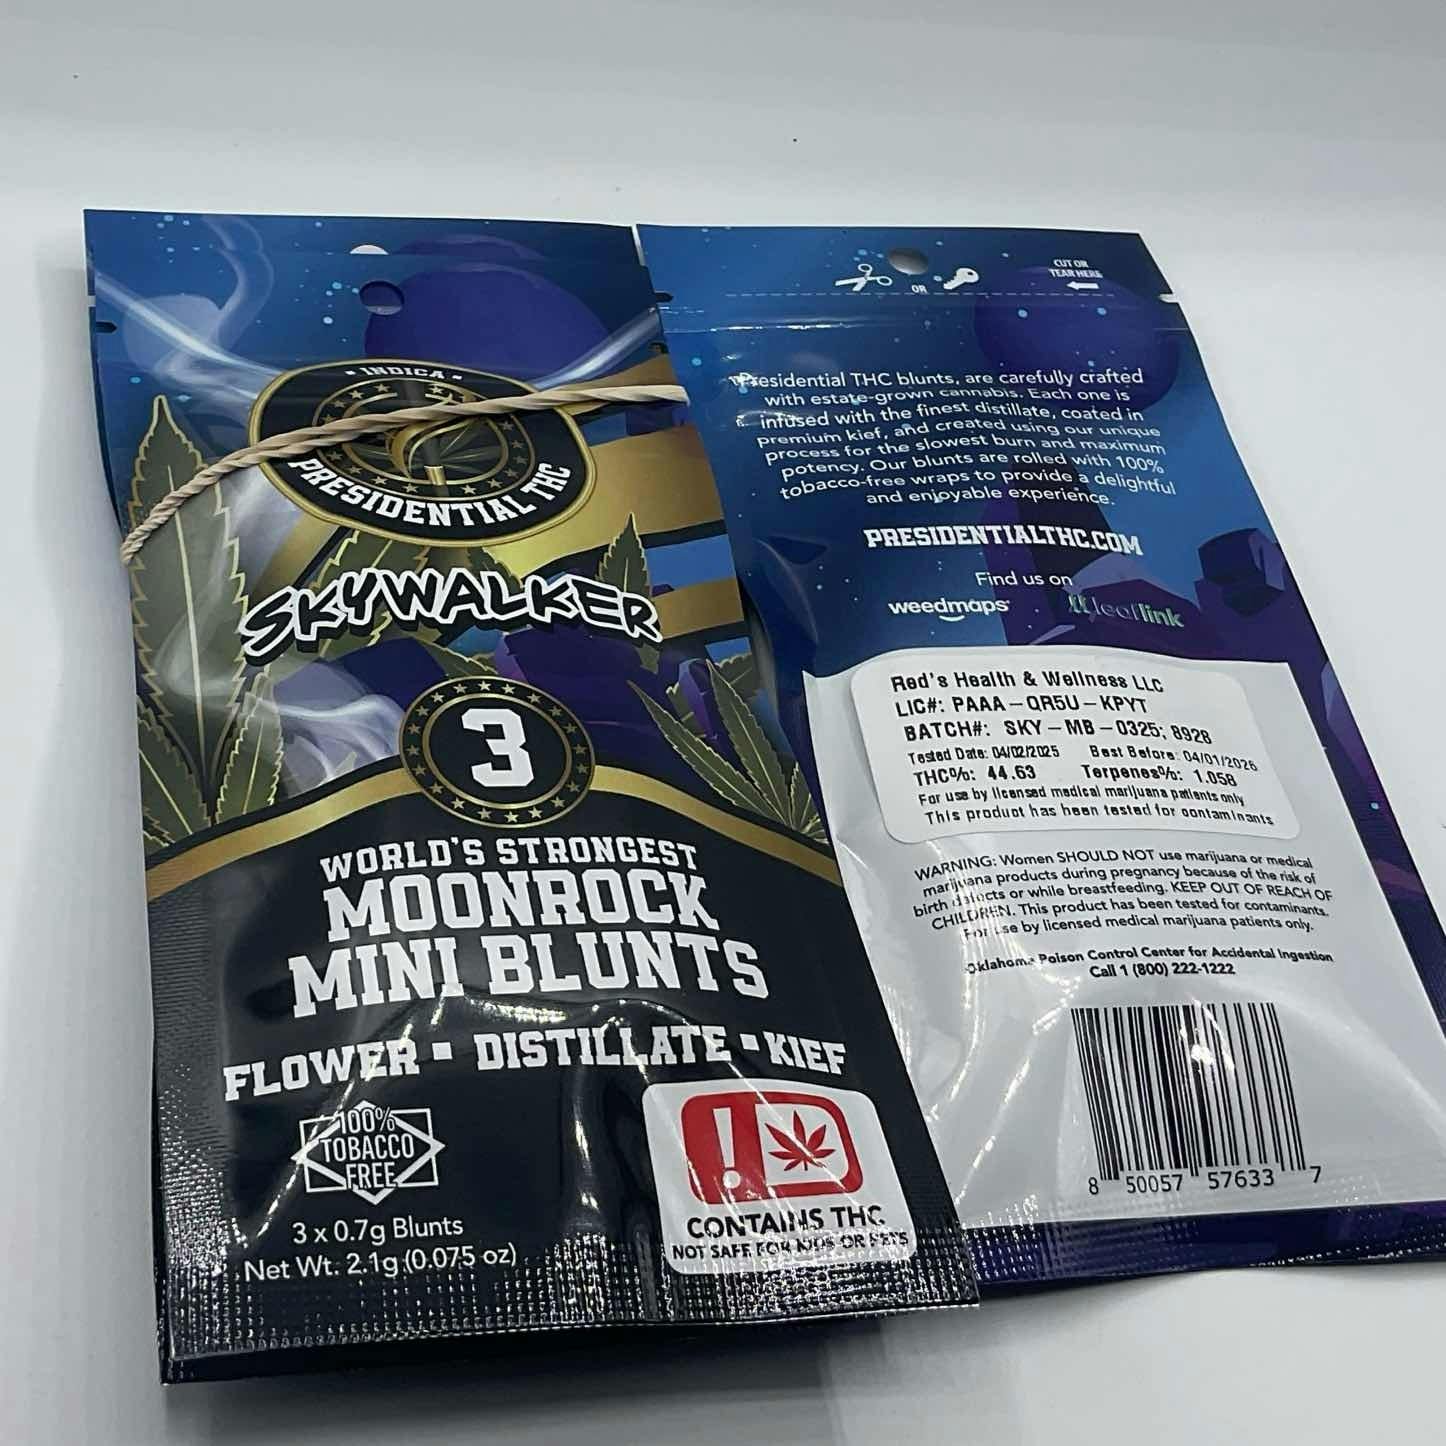 • INDICA •
PRESIDENTIAL THC
SKYWALKER
3
WORLD'S STRONGEST
MOONROCK
MINI BLUNTS
FLOWER ▪ DISTILLATE ▪ KIEF
100%
TOBACCO
FREE
3 x 0.7g Blunts
Net Wt. 2.1g (0.075 oz)
!
CONTAINS THC
NOT SAFE FOR KIDS OR PETS
OR
CUT OR
TEAR HERE
Presidential THC blunts, are carefully crafted
with estate-grown cannabis. Each one is
infused with the finest distillate, coated in
premium kief, and created using our unique
process for the slowest burn and maximum
potency. Our blunts are rolled with 100%
tobacco-free wraps to provide a delightful
and enjoyable experience.
PRESIDENTIALTHC.COM
Find us on
weedmaps leaflink
Red's Health & Wellness LLC
LIC#: PAAA-QR5U-KPYT
BATCH#: SKY-MB-0325; 8928
Tested Date: 04/02/2025 Best Before: 04/01/2026
THC%: 44.63 Terpenes%: 1.058
For use by licensed medical marijuana patients only
This product has been tested for contaminants
WARNING: Women SHOULD NOT use marijuana or medical
marijuana products during pregnancy because of the risk of
birth defects or while breastfeeding. KEEP OUT OF REACH OF
CHILDREN. This product has been tested for contaminants.
For use by licensed medical marijuana patients only.
Oklahoma Poison Control Center for Accidental Ingestion
Call 1 (800) 222-1222
8 50057 57633 7